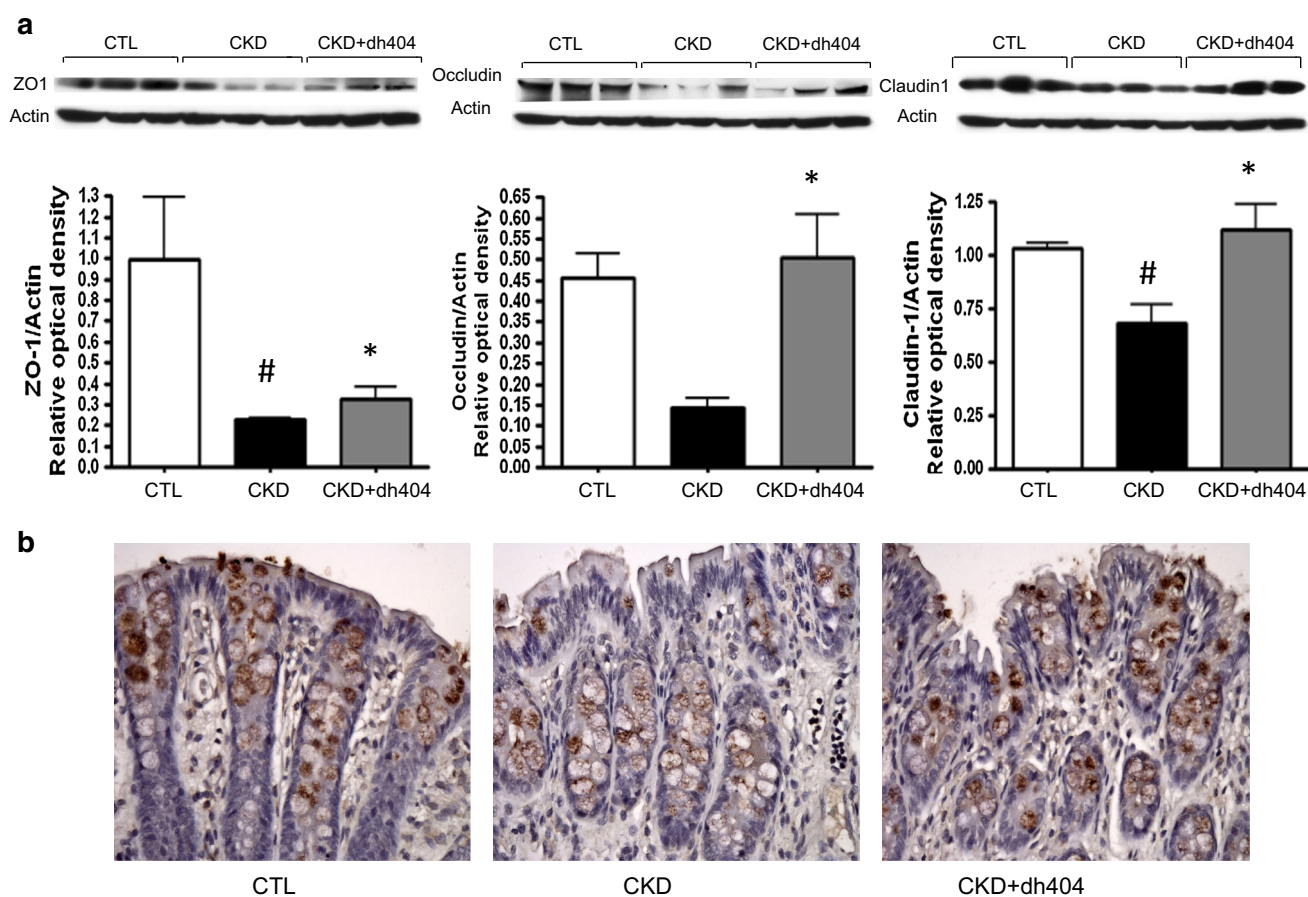 a
CTL CKD CKD+dh404
ZO1
Actin
CTL CKD CKD+dh404
Occludin
Actin
CTL CKD CKD+dh404
Claudin1
Actin
ZO-1/Actin
Relative optical density
1.3
1.2
1.1
1.0
0.9
0.8
0.7
0.6
0.5
0.4
0.3
0.2
0.1
0.0
#
*
CTL CKD CKD+dh404
Occludin/Actin
Relative optical density
0.65
0.60
0.55
0.50
0.45
0.40
0.35
0.30
0.25
0.20
0.15
0.10
0.05
0.00
*
CTL CKD CKD+dh404
Claudin-1/Actin
Relative optical density
1.25
1.00
0.75
0.50
0.25
0.00
#
*
CTL CKD CKD+dh404
b
CTL CKD CKD+dh404